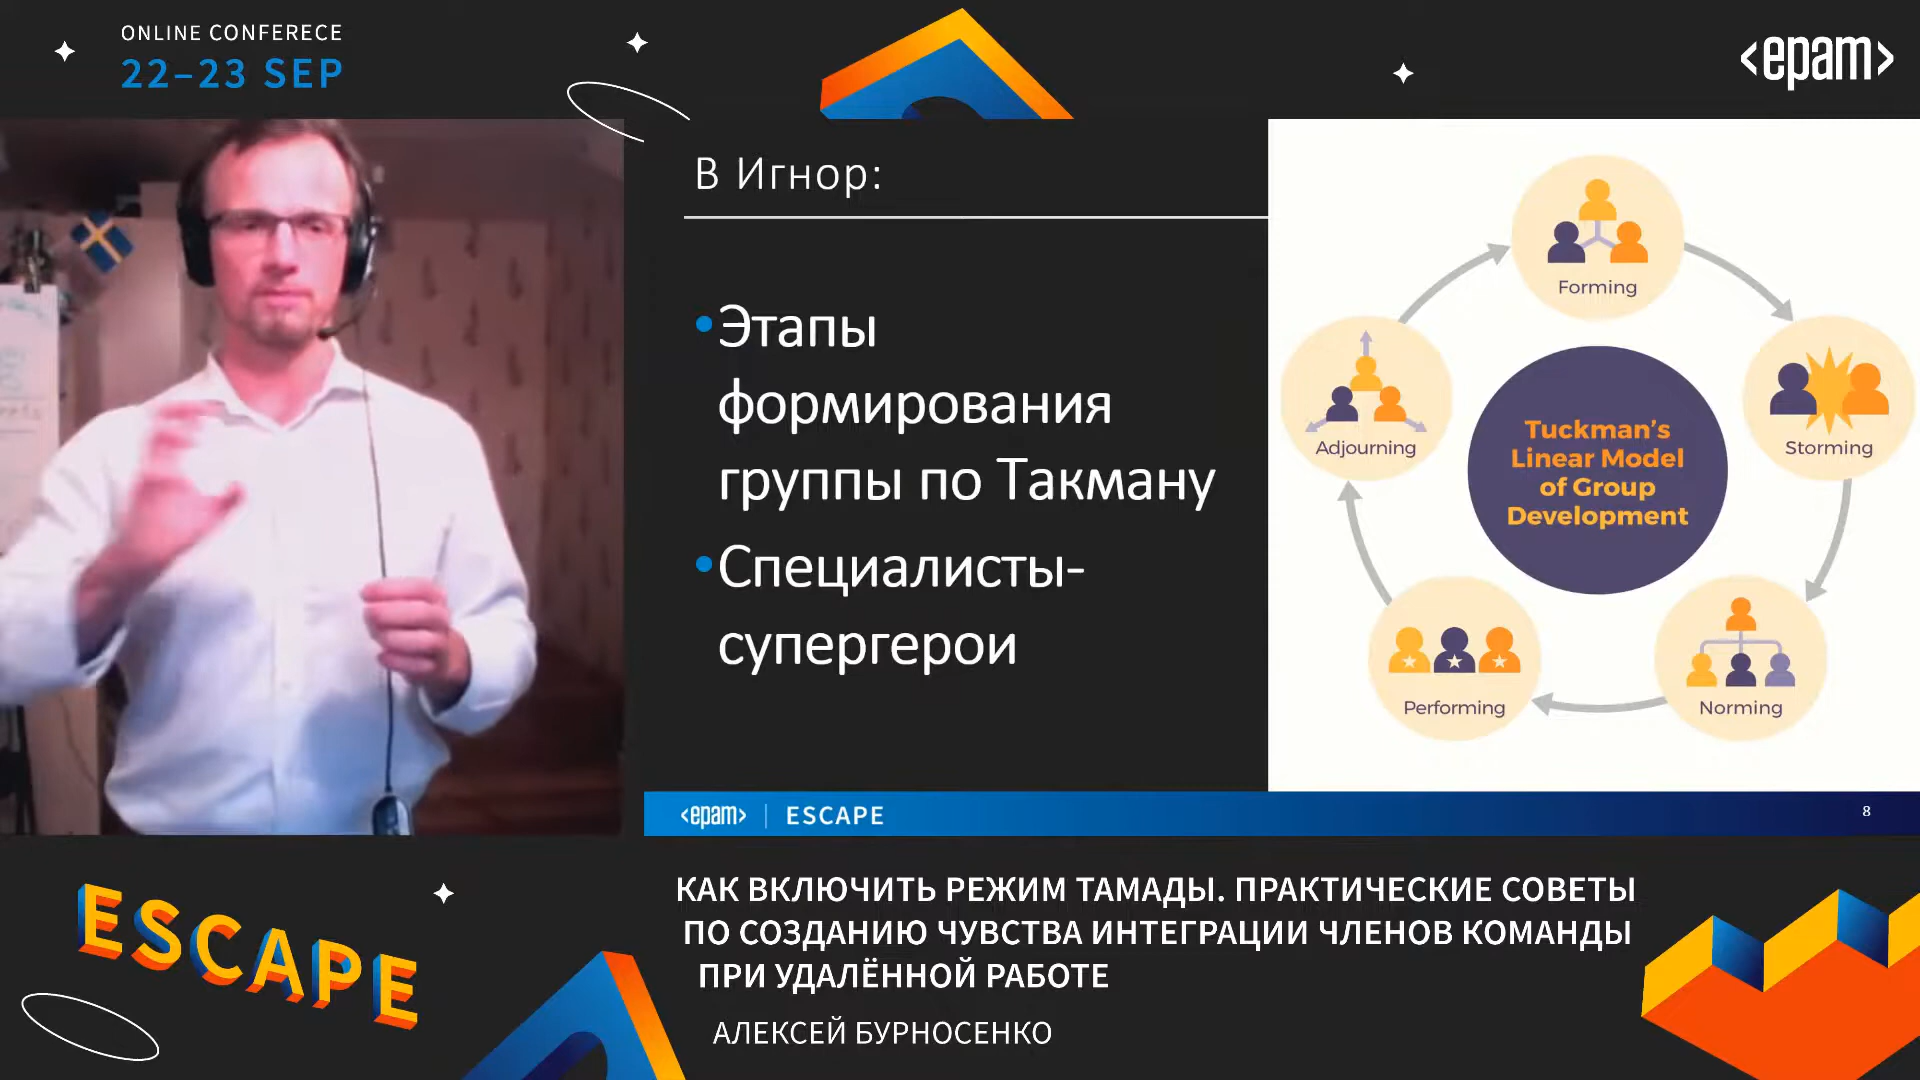 ONLINE CONFERECE
22–23 SEP
<epam>
В Игнор:
•Этапы
формирования
группы по Такману
•Специалисты-
супергерои
Forming
Storming
Norming
Performing
Adjourning
Tuckman's
Linear Model
of Group
Development
<epam> | ESCAPE
8
ESCAPE
КАК ВКЛЮЧИТЬ РЕЖИМ ТАМАДЫ. ПРАКТИЧЕСКИЕ СОВЕТЫ
ПО СОЗДАНИЮ ЧУВСТВА ИНТЕГРАЦИИ ЧЛЕНОВ КОМАНДЫ
ПРИ УДАЛЁННОЙ РАБОТЕ
АЛЕКСЕЙ БУРНОСЕНКО